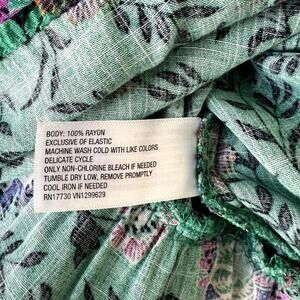 BODY: 100% RAYON
EXCLUSIVE OF ELASTIC
MACHINE WASH COLD WITH LIKE COLORS
DELICATE CYCLE
ONLY NON-CHLORINE BLEACH IF NEEDED
TUMBLE DRY LOW, REMOVE PROMPTLY
COOL IRON IF NEEDED
RN17730 VN1299629